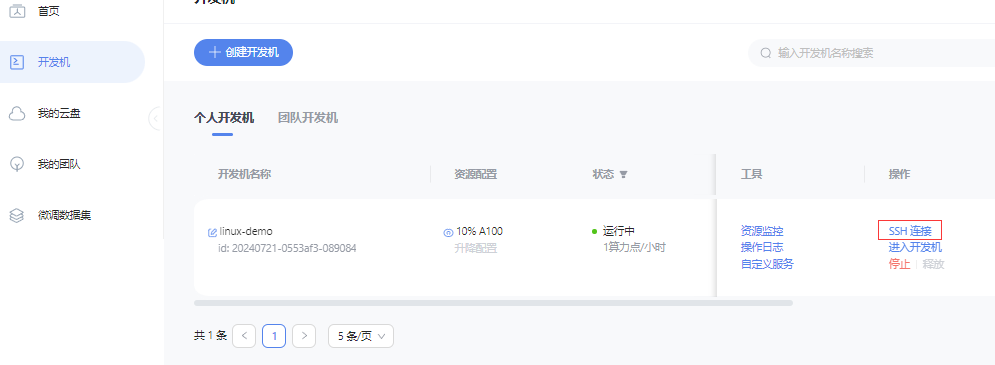 开发机
首页
开发机
我的云盘
我的团队
微调数据集
创建开发机
输入开发机名称搜索
个人开发机 团队开发机
开发机名称 资源配置 状态 工具 操作
linux-demo 10% A100 运行中 资源监控 SSH 连接
id: 20240721-0553af3-089084 升降配置 1算力点/小时 操作日志 进入开发机
自定义服务 停止 释放
共 1 条 1 5 条/页